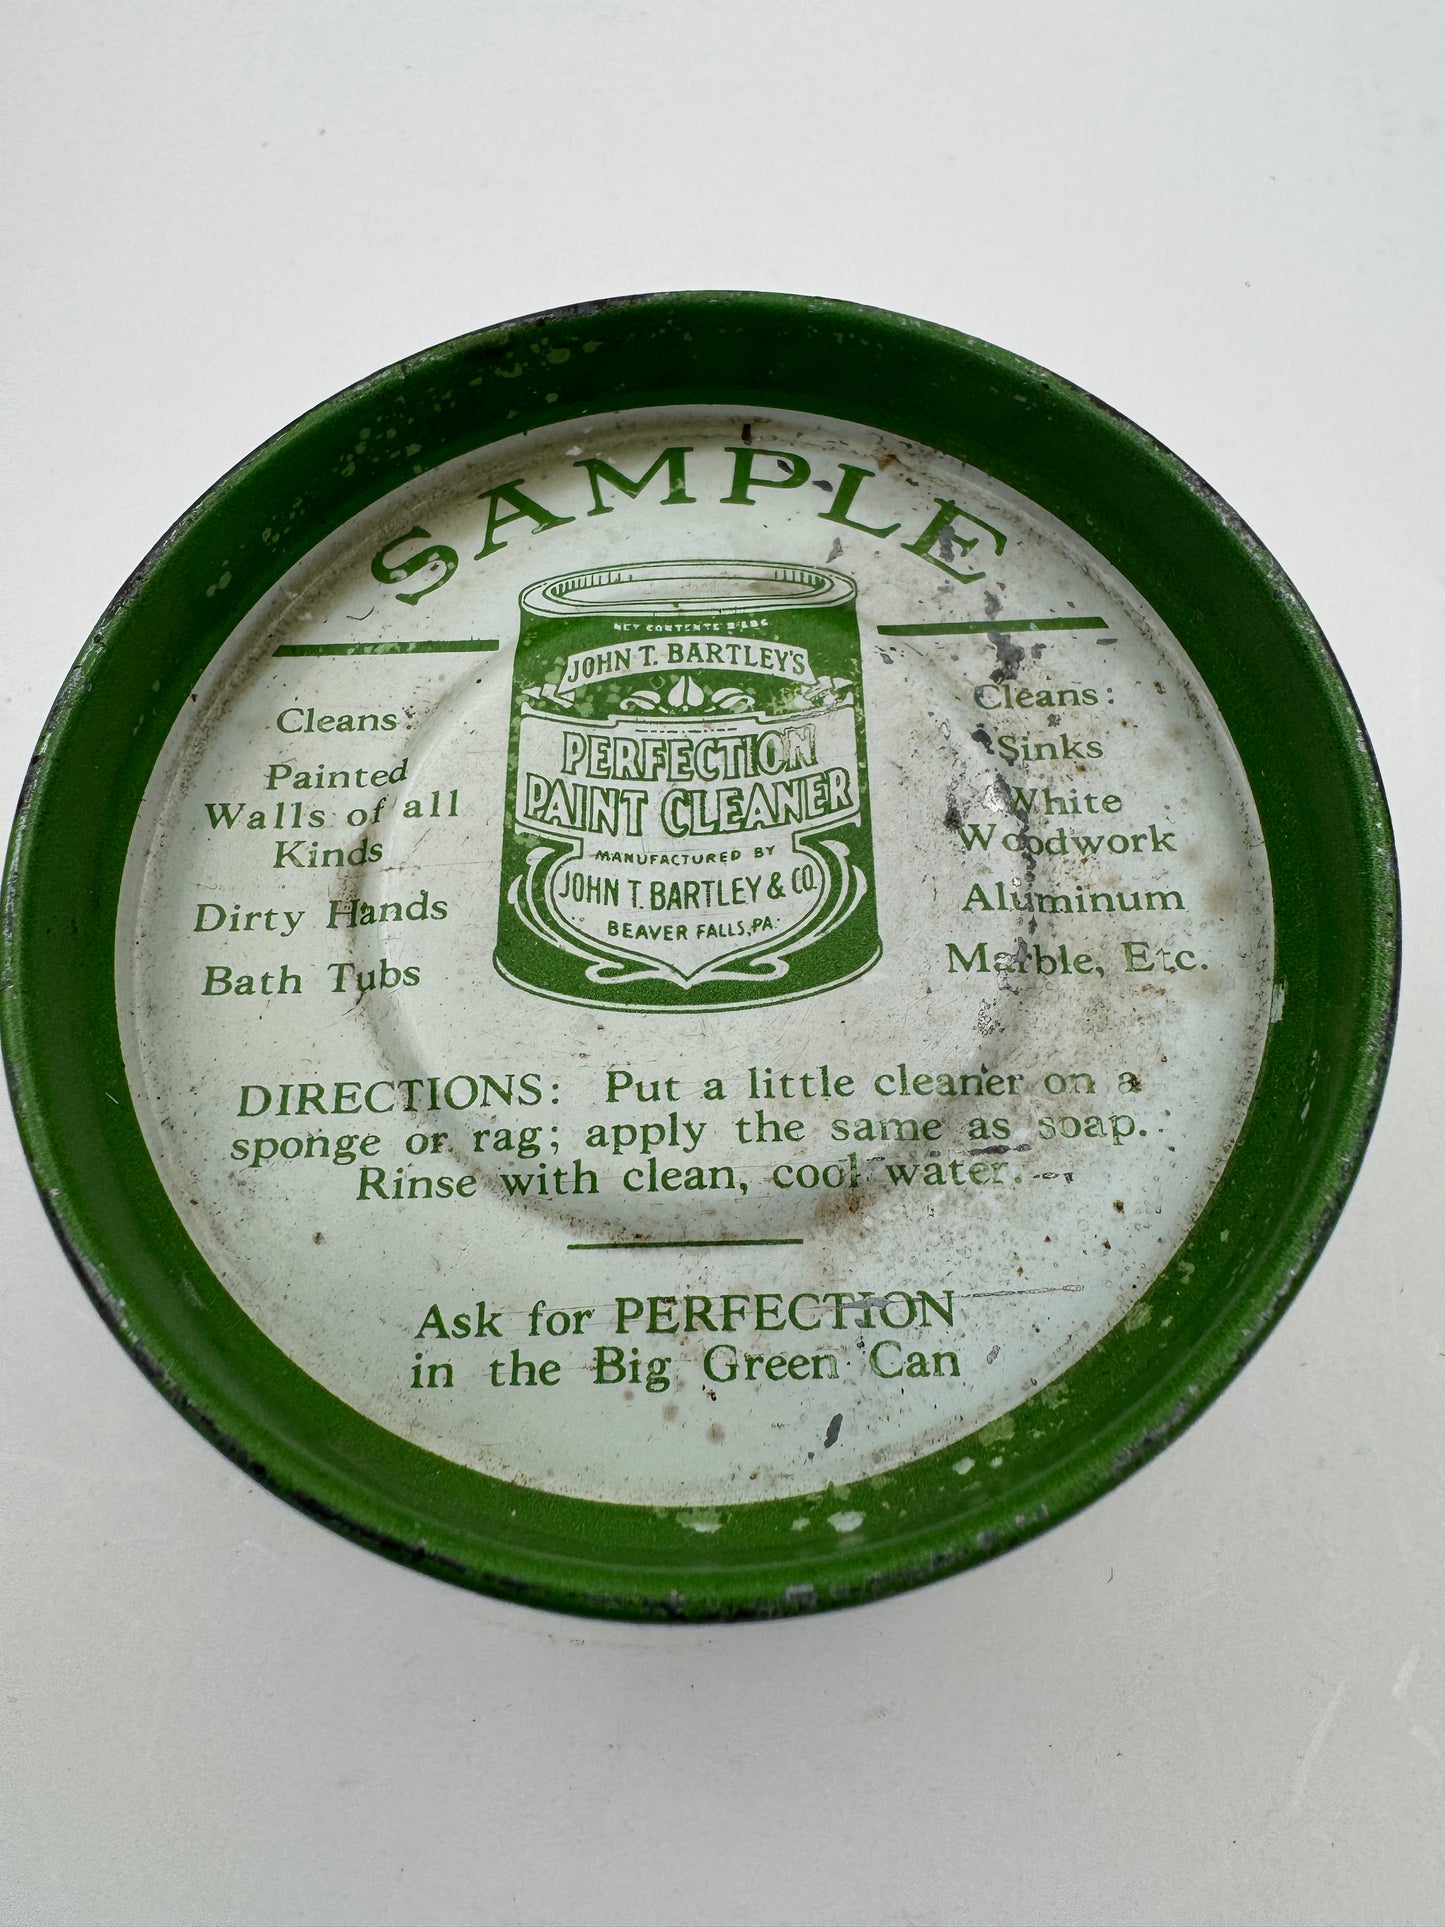 SAMPLE
NET CONTENTS 3 LBS.
JOHN T. BARTLEY'S
PERFECTION
PAINT CLEANER
MANUFACTURED BY
JOHN T. BARTLEY & CO.
BEAVER FALLS, PA.
Cleans:
Painted
Walls of all
Kinds
Dirty Hands
Bath Tubs
Cleans:
Sinks
White
Woodwork
Aluminum
Marble, Etc.
DIRECTIONS: Put a little cleaner on a
sponge or rag; apply the same as soap.
Rinse with clean, cool water.
Ask for PERFECTION
in the Big Green Can